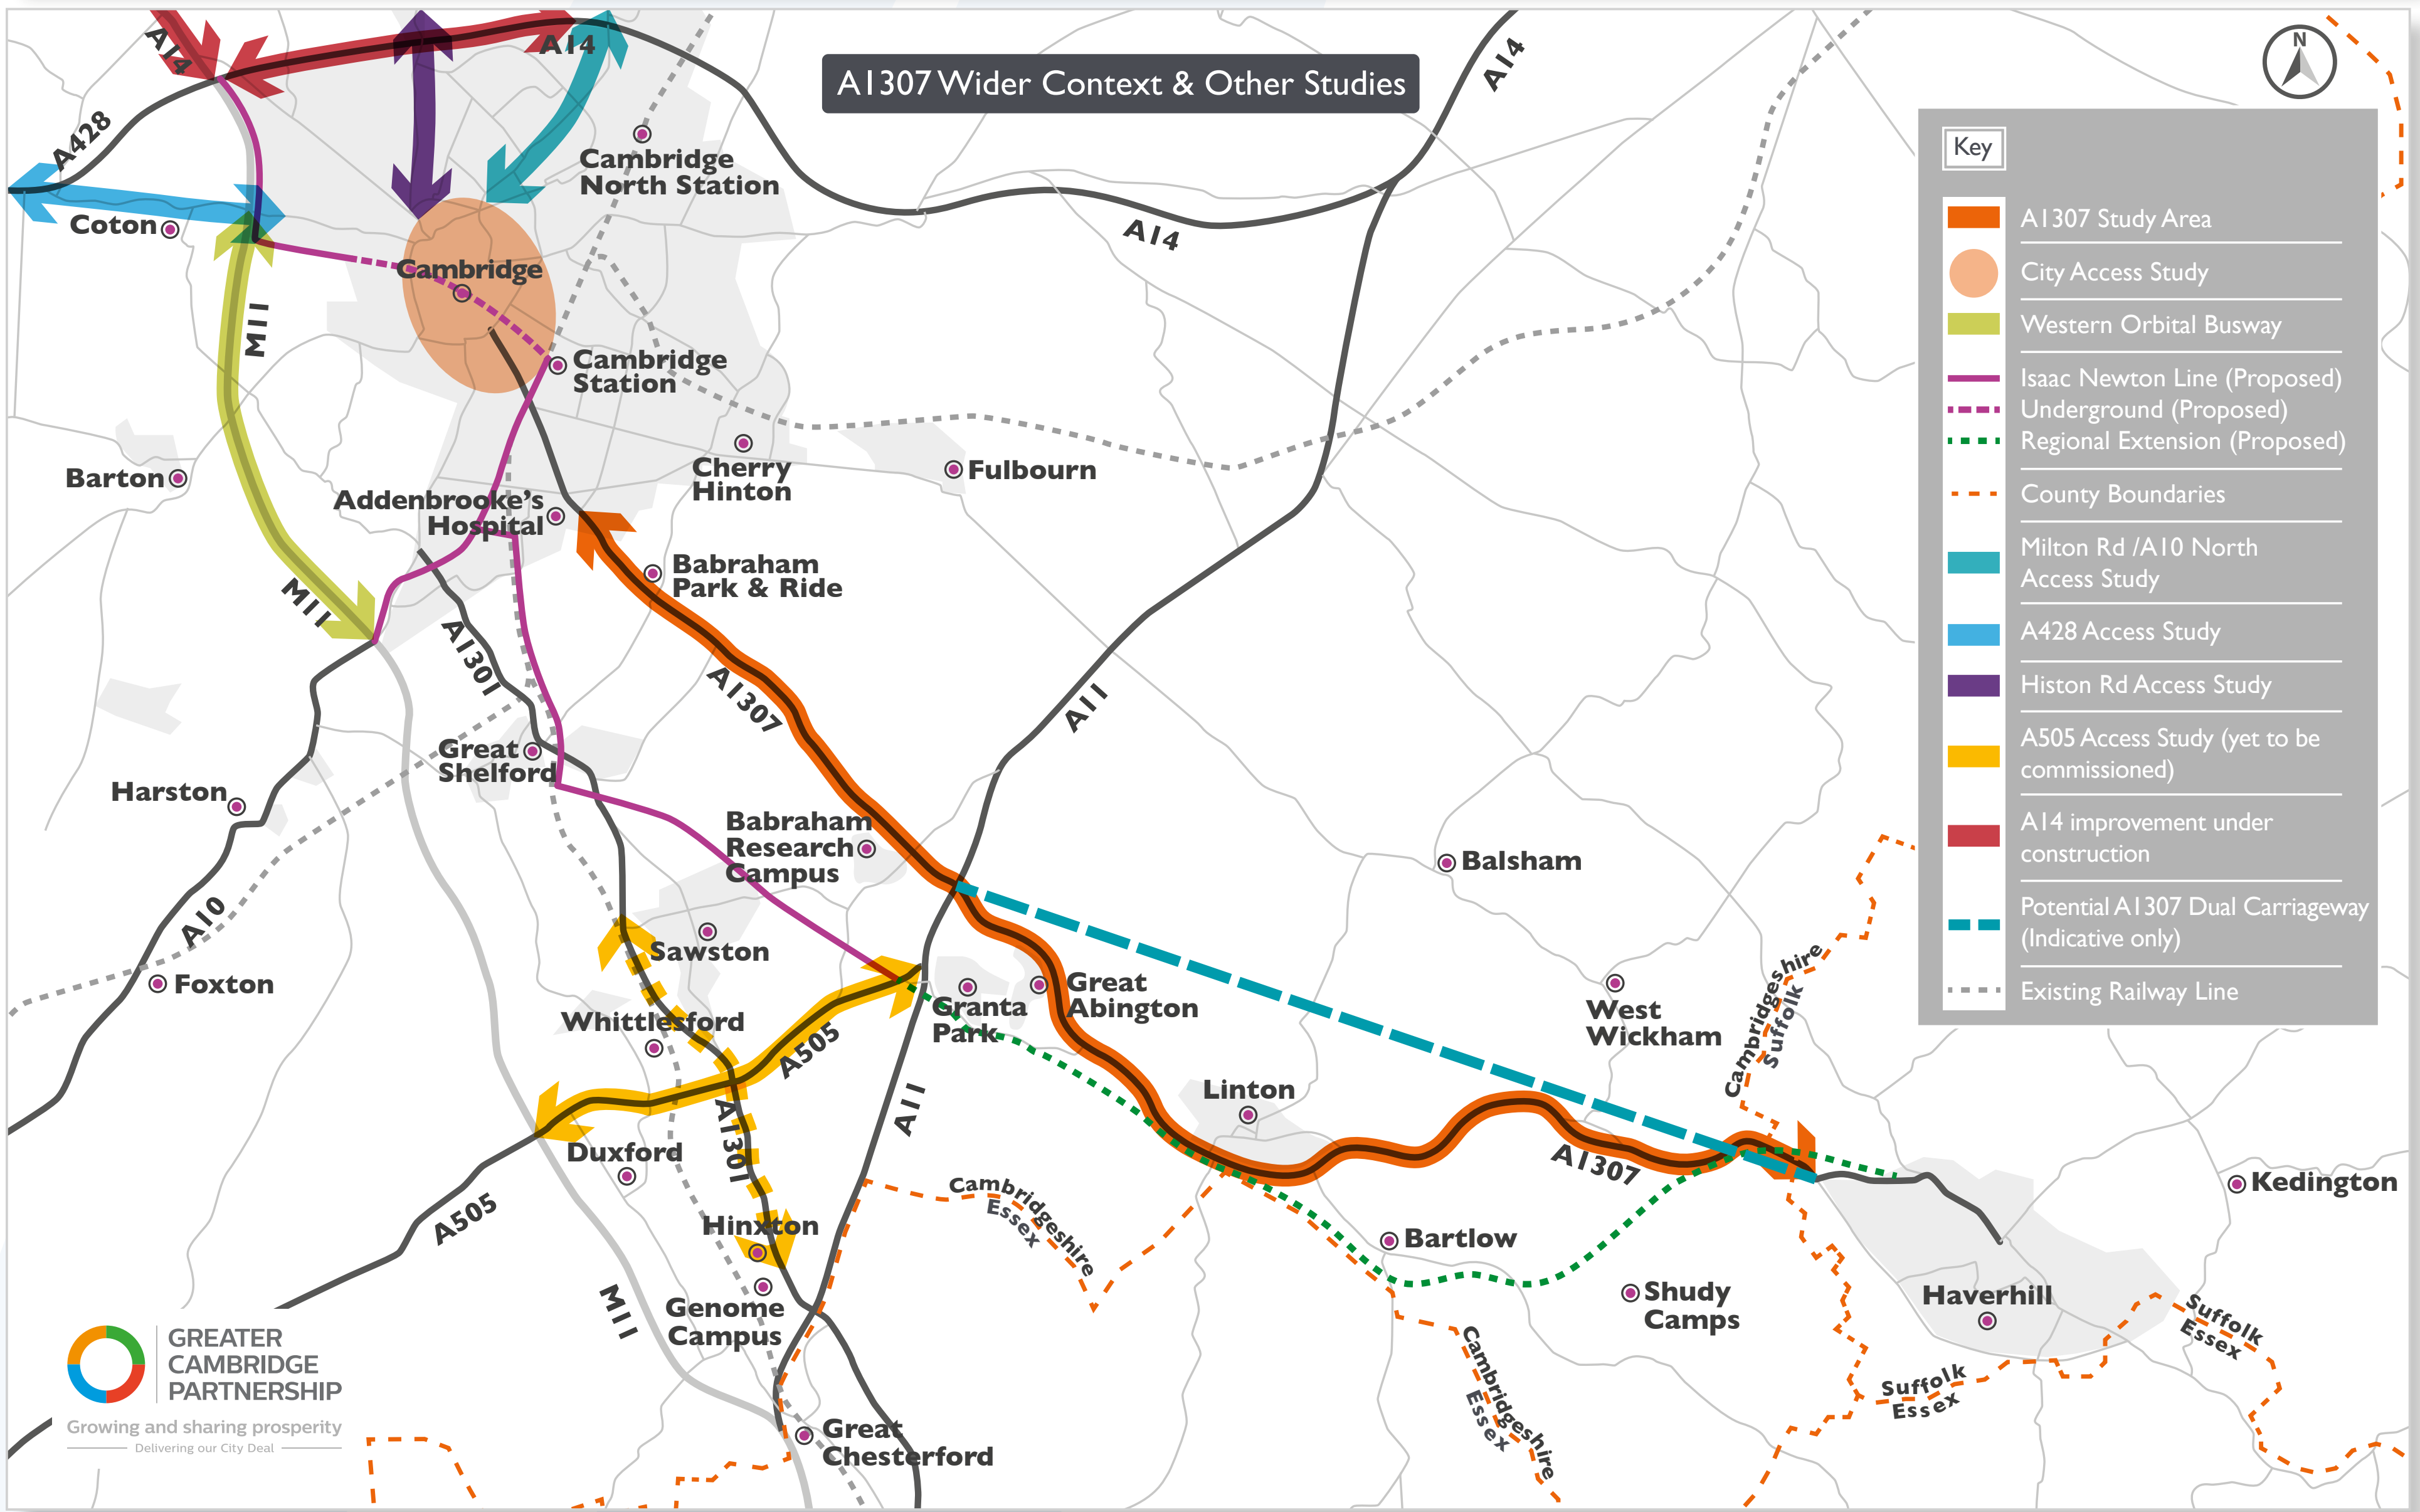 A1307 Wider Context & Other Studies
N
A14
A14
A14
A14
A428
Coton
Cambridge
North Station
Cambridge
M11
Cambridge
Station
Cherry
Hinton
Fulbourn
Barton
Addenbrooke's
Hospital
Babraham
Park & Ride
M11
A1301
A1307
A11
Great
Shelford
Harston
Babraham
Research
Campus
Balsham
A10
Sawston
Foxton
Granta
Park
Great
Abington
West
Wickham
Cambridgeshire
Suffolk
Whittlesford
A505
Linton
A11
A1301
Duxford
A1307
Kedington
A505
Cambridgeshire
Essex
Hinxton
Bartlow
Genome
Campus
M11
Shudy
Camps
Haverhill
Suffolk
Essex
Cambridgeshire
Essex
Suffolk
Essex
Great
Chesterford
Key
A1307 Study Area
City Access Study
Western Orbital Busway
Isaac Newton Line (Proposed)
Underground (Proposed)
Regional Extension (Proposed)
County Boundaries
Milton Rd /A10 North
Access Study
A428 Access Study
Histon Rd Access Study
A505 Access Study (yet to be
commissioned)
A14 improvement under
construction
Potential A1307 Dual Carriageway
(Indicative only)
Existing Railway Line
GREATER
CAMBRIDGE
PARTNERSHIP
Growing and sharing prosperity
Delivering our City Deal